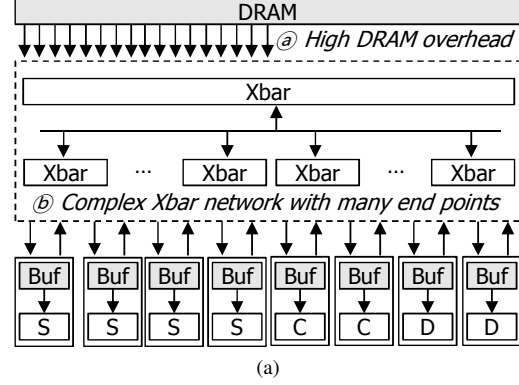 DRAM
ⓐ High DRAM overhead
Xbar
Xbar ... Xbar Xbar ... Xbar
ⓑ Complex Xbar network with many end points
Buf Buf Buf Buf Buf Buf Buf Buf
S S S S C C D D
(a)